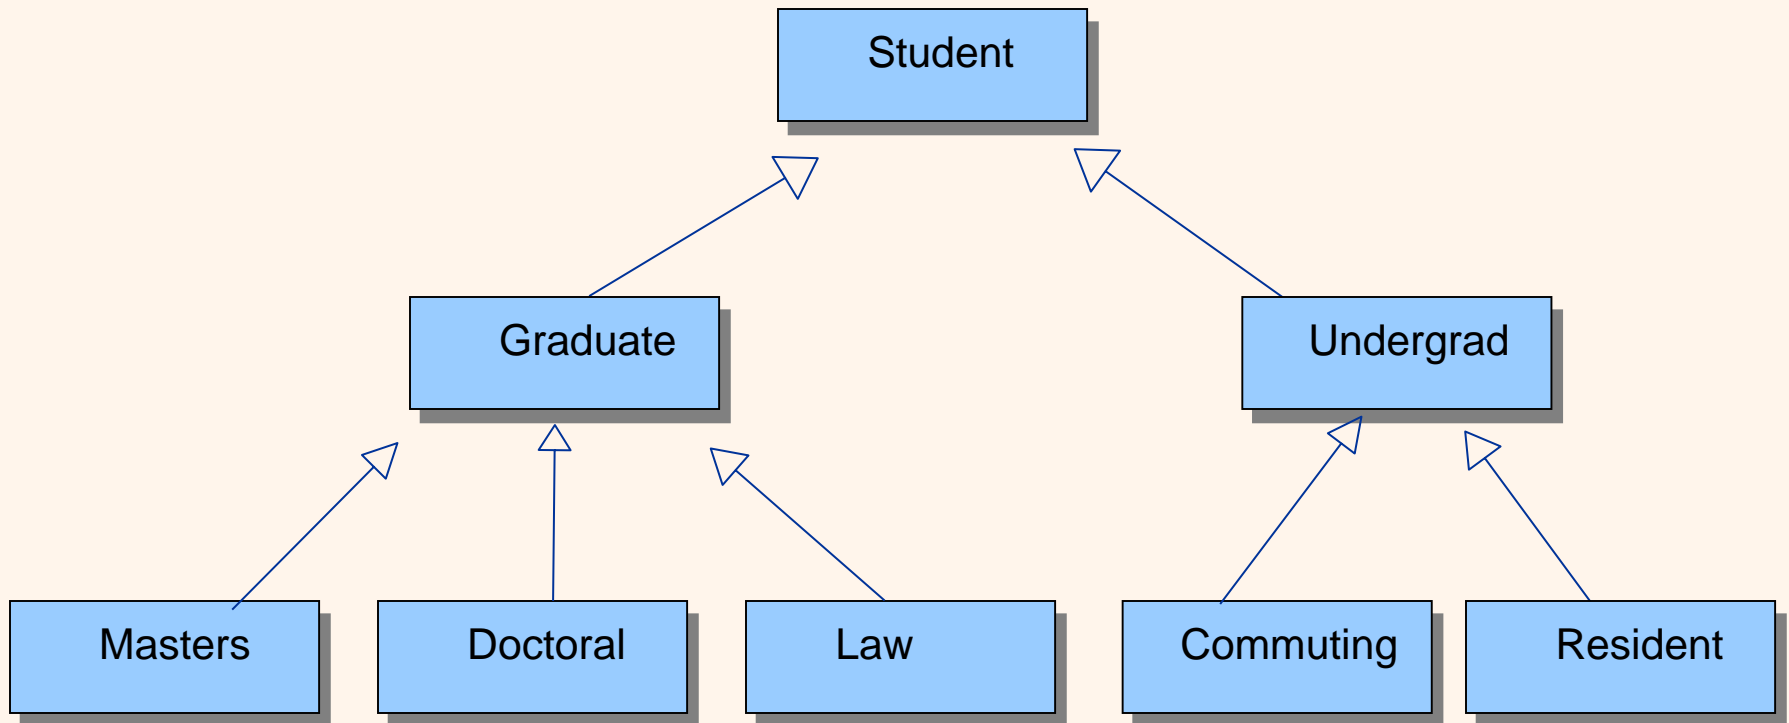 Student
Graduate
Undergrad
Masters
Doctoral
Law
Commuting
Resident